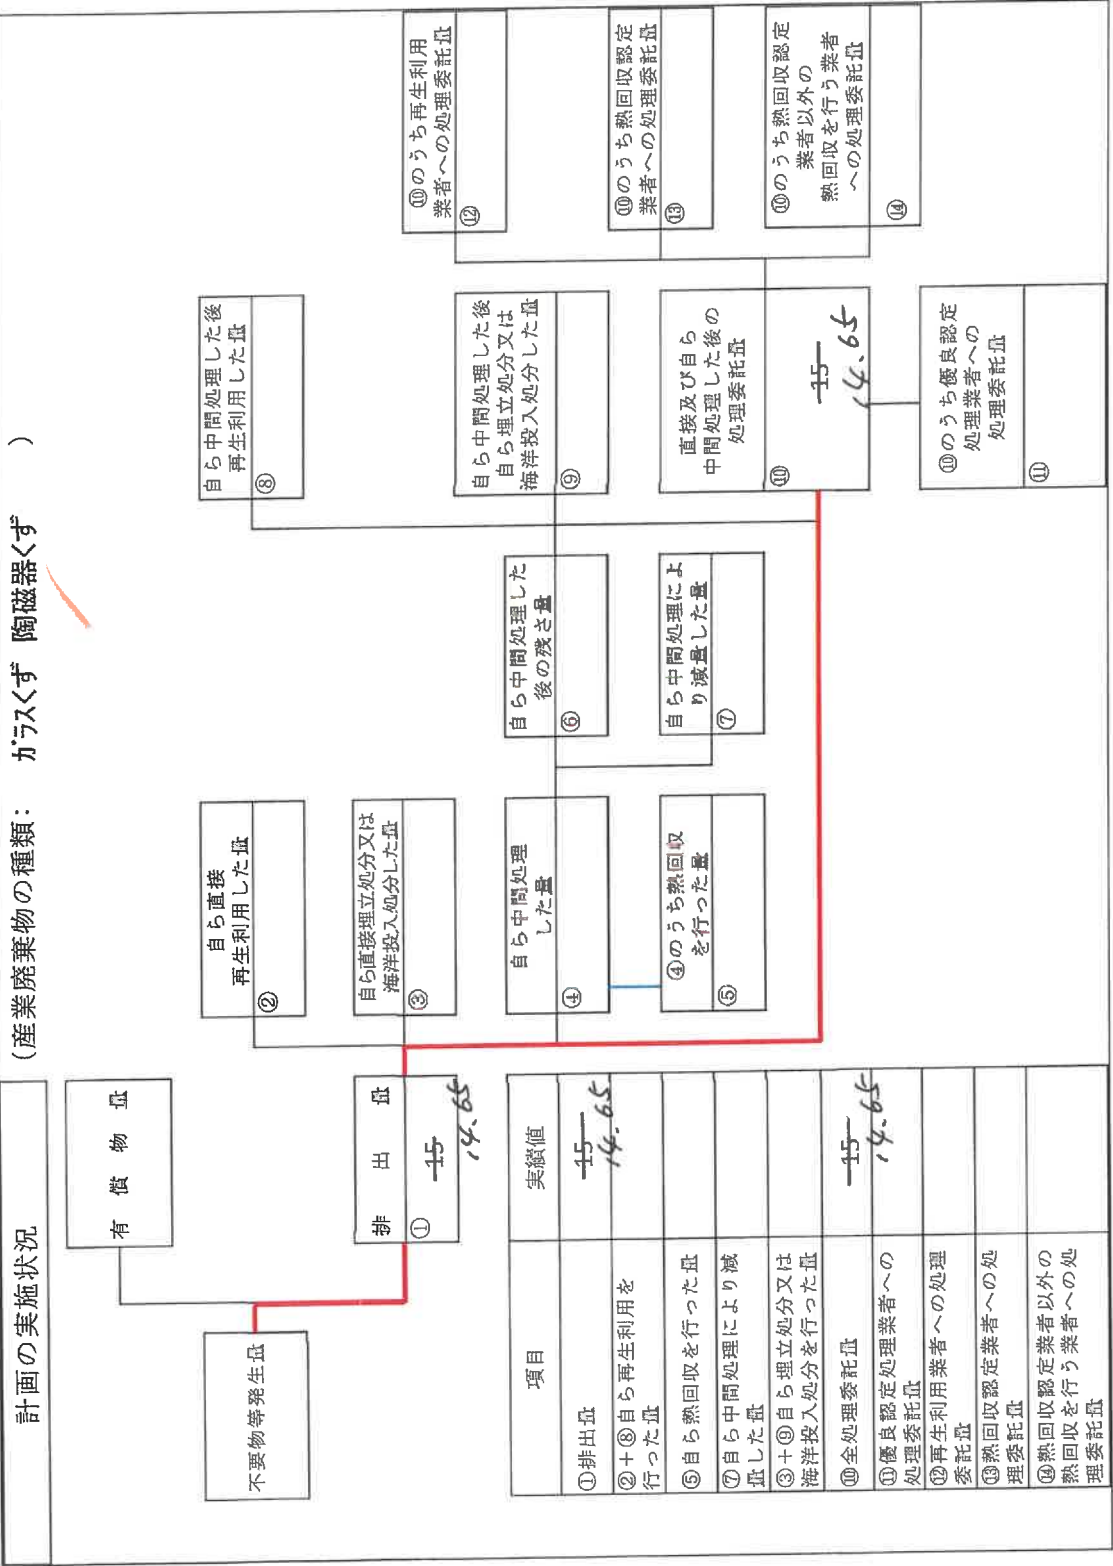 計画の実施状況
(産業廃棄物の種類: ガラスくず 陶磁器くず )
有償物量
不要物等発生量
排出量
①
15
14.65
自ら直接
再生利用した量
②
自ら直接埋立処分又は
海洋投入処分した量
③
自ら中間処理
した量
④
④のうち熱回収
を行った量
⑤
自ら中間処理した
後の残さ量
⑥
自ら中間処理によ
り減量した量
⑦
自ら中間処理した後
再生利用した量
⑧
自ら中間処理した後
自ら埋立処分又は
海洋投入処分した量
⑨
直接及び自ら
中間処理した後の
処理委託量
⑩
15
14.65
⑩のうち優良認定
処理業者への
処理委託量
⑪
⑩のうち再生利用
業者への処理委託量
⑫
⑩のうち熱回収認定
業者への処理委託量
⑬
⑩のうち熱回収認定
業者以外の
熱回収を行う業者
への処理委託量
⑭
項目 実績値
①排出量 15
14.65
②+⑧自ら再生利用を
行った量
⑤自ら熱回収を行った量
⑦自ら中間処理により減
量した量
③+⑨自ら埋立処分又は
海洋投入処分を行った量
⑩全処理委託量 15
14.65
⑪優良認定処理業者への
処理委託量
⑫再生利用業者への処理
委託量
⑬熱回収認定業者への処
理委託量
⑭熱回収認定業者以外の
熱回収を行う業者への処
理委託量